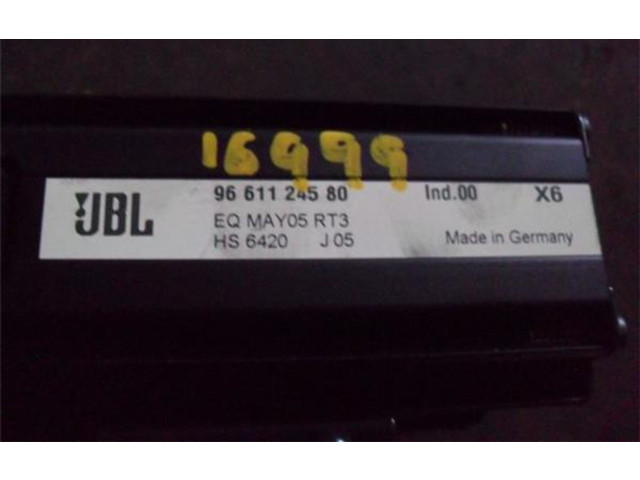 16999
JBL
96 611 245 80 Ind.00 X6
EQ MAY05 RT3
HS 6420 J 05 Made in Germany